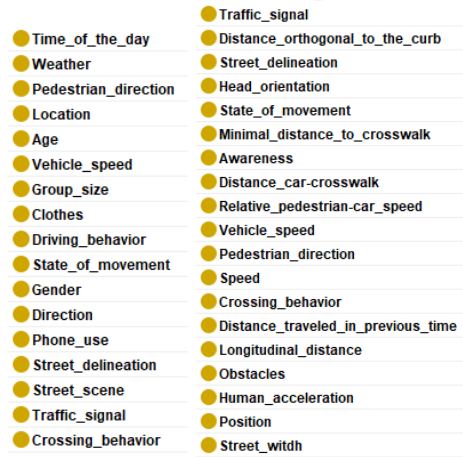 Time_of_the_day
Weather
Pedestrian_direction
Location
Age
Vehicle_speed
Group_size
Clothes
Driving_behavior
State_of_movement
Gender
Direction
Phone_use
Street_delineation
Street_scene
Traffic_signal
Crossing_behavior
Traffic_signal
Distance_orthogonal_to_the_curb
Street_delineation
Head_orientation
State_of_movement
Minimal_distance_to_crosswalk
Awareness
Distance_car-crosswalk
Relative_pedestrian-car_speed
Vehicle_speed
Pedestrian_direction
Speed
Crossing_behavior
Distance_traveled_in_previous_time
Longitudinal_distance
Obstacles
Human_acceleration
Position
Street_witdh